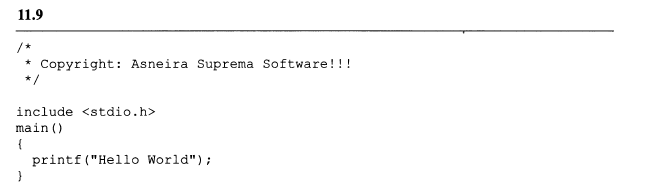 11.9
/*
 * Copyright: Asneira Suprema Software!!!
 */
include <stdio.h>
main()
{
  printf("Hello World");
}